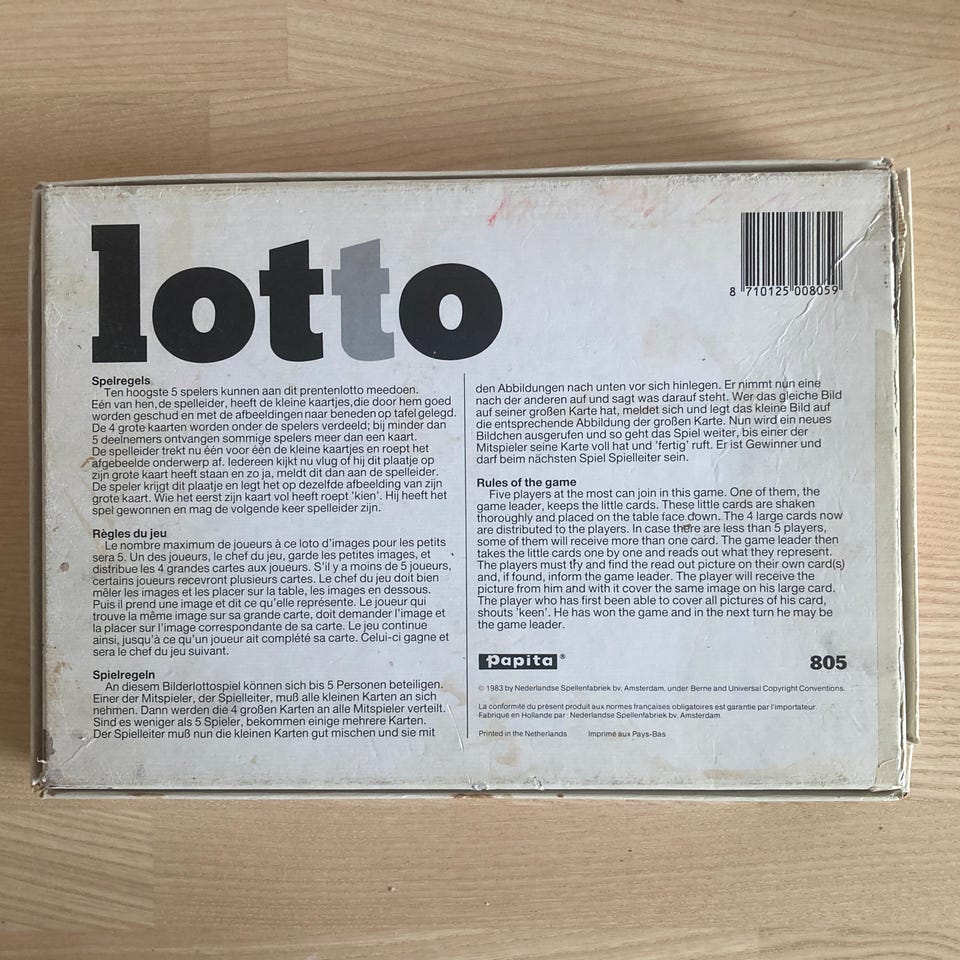 lotto
8 710125 008059
Spelregels
Ten hoogste 5 spelers kunnen aan dit prentenlotto meedoen.
Eén van hen, de spelleider, heeft de kleine kaartjes, die door hem goed
worden geschud en met de afbeeldingen naar beneden op tafel gelegd.
De 4 grote kaarten worden onder de spelers verdeeld; bij minder dan
5 deelnemers ontvangen sommige spelers meer dan een kaart.
De spelleider trekt nu één voor één de kleine kaartjes en roept het
afgebeelde onderwerp af. Iedereen kijkt nu vlug of hij dit plaatje op
zijn grote kaart heeft staan en zo ja, meldt dit dan aan de spelleider.
De speler krijgt dit plaatje en legt het op dezelfde afbeelding van zijn
grote kaart. Wie het eerst zijn kaart vol heeft roept 'kien'. Hij heeft het
spel gewonnen en mag de volgende keer spelleider zijn.
Règles du jeu
Le nombre maximum de joueurs à ce loto d'images pour les petits
sera 5. Un des joueurs, le chef du jeu, garde les petites images, et
distribue les 4 grandes cartes aux joueurs. S'il y a moins de 5 joueurs,
certains joueurs recevront plusieurs cartes. Le chef du jeu doit bien
mêler les images et les placer sur la table, les images en dessous.
Puis il prend une image et dit ce qu'elle représente. Le joueur qui
trouve la même image sur sa grande carte, doit demander l'image et
la placer sur l'image correspondante de sa carte. Le jeu continue
ainsi, jusqu'à ce qu'un joueur ait complété sa carte. Celui-ci gagne et
sera le chef du jeu suivant.
Spielregeln
An diesem Bilderlottospiel können sich bis 5 Personen beteiligen.
Einer der Mitspieler, der Spielleiter, muß alle kleinen Karten an sich
nehmen. Dann werden die 4 großen Karten an alle Mitspieler verteilt.
Sind es weniger als 5 Spieler, bekommen einige mehrere Karten.
Der Spielleiter muß nun die kleinen Karten gut mischen und sie mit
den Abbildungen nach unten vor sich hinlegen. Er nimmt nun eine
nach der anderen auf und sagt was darauf steht. Wer das gleiche Bild
auf seiner großen Karte hat, meldet sich und legt das kleine Bild auf
die entsprechende Abbildung der großen Karte. Nun wird ein neues
Bildchen ausgerufen und so geht das Spiel weiter, bis einer der
Mitspieler seine Karte voll hat und 'fertig' ruft. Er ist Gewinner und
darf beim nächsten Spiel Spielleiter sein.
Rules of the game
Five players at the most can join in this game. One of them, the
game leader, keeps the little cards. These little cards are shaken
thoroughly and placed on the table face down. The 4 large cards now
are distributed to the players. In case there are less than 5 players,
some of them will receive more than one card. The game leader then
takes the little cards one by one and reads out what they represent.
The players must try and find the read out picture on their own card(s)
and, if found, inform the game leader. The player will receive the
picture from him and with it cover the same image on his large card.
The player who has first been able to cover all pictures of his card,
shouts 'keen'. He has won the game and in the next turn he may be
the game leader.
Papita® 805
© 1983 by Nederlandse Spellenfabriek bv, Amsterdam, under Berne and Universal Copyright Conventions.
La conformité du présent produit aux normes françaises obligatoires est garantie par l'importateur
Fabriqué en Hollande par: Nederlandse Spellenfabriek bv, Amsterdam
Printed in the Netherlands Imprimé aux Pays-Bas